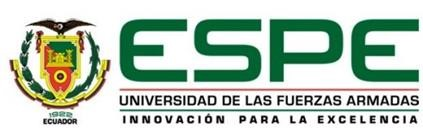 ESPE
UNIVERSIDAD DE LAS FUERZAS ARMADAS
INNOVACIÓN PARA LA EXCELENCIA
1922
ECUADOR